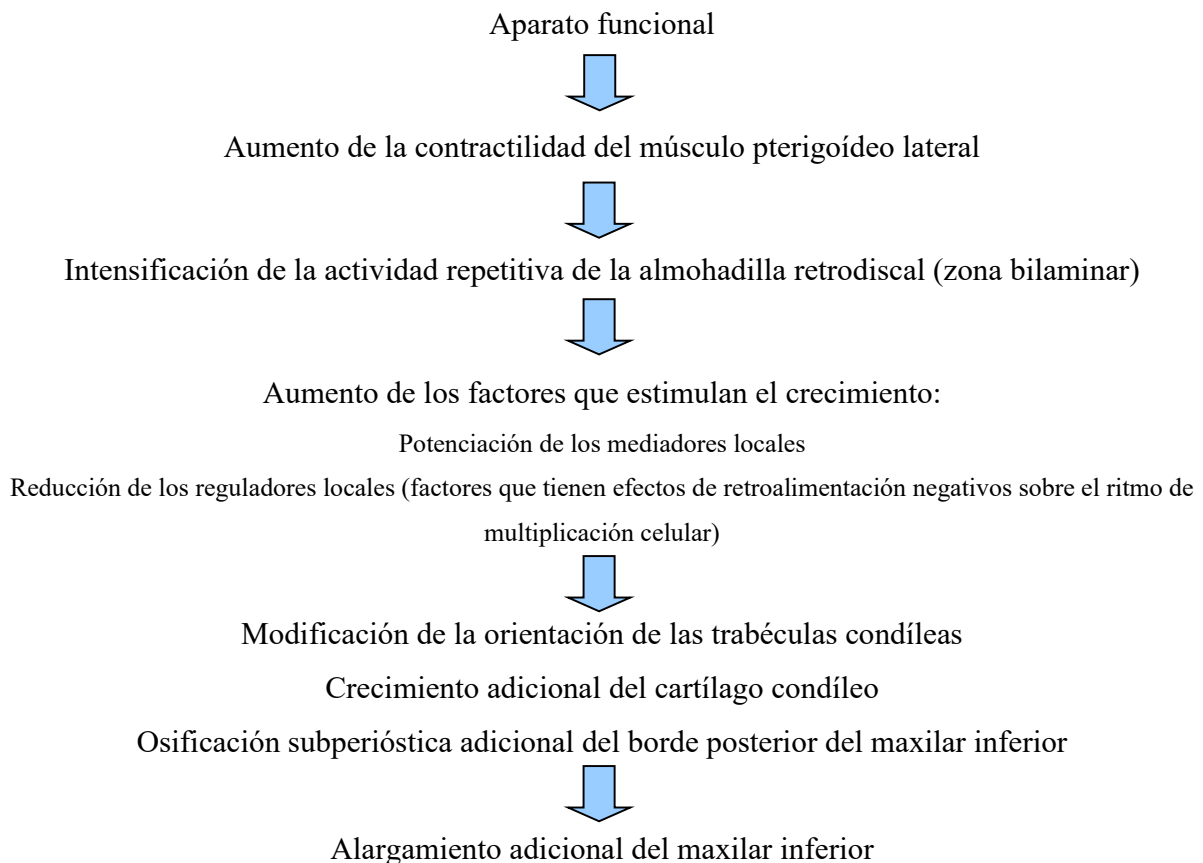 Aparato funcional
Aumento de la contractilidad del músculo pterigoídeo lateral
Intensificación de la actividad repetitiva de la almohadilla retrodiscal (zona bilaminar)
Aumento de los factores que estimulan el crecimiento:
Potenciación de los mediadores locales
Reducción de los reguladores locales (factores que tienen efectos de retroalimentación negativos sobre el ritmo de
multiplicación celular)
Modificación de la orientación de las trabéculas condíleas
Crecimiento adicional del cartílago condíleo
Osificación subperióstica adicional del borde posterior del maxilar inferior
Alargamiento adicional del maxilar inferior